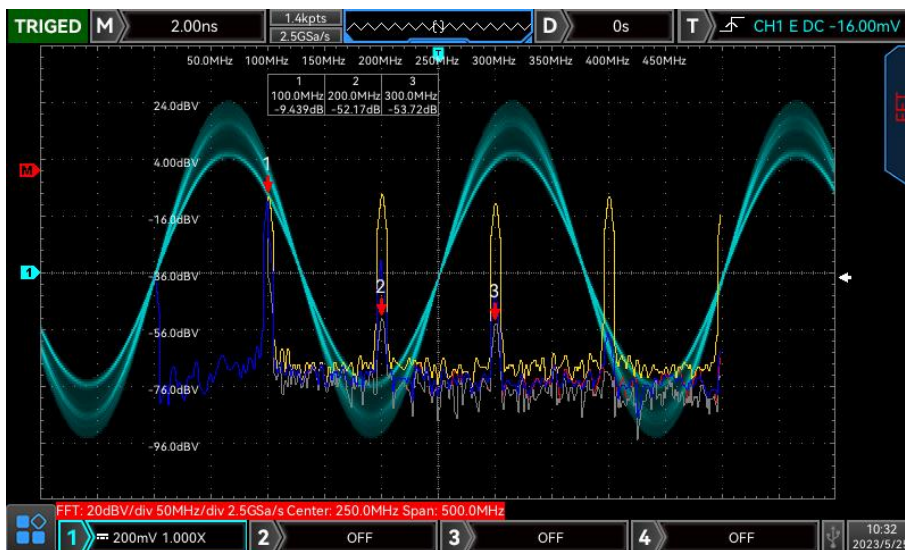 TRIGED M 2.00ns 1.4kpts 2.5GSa/s D 0s T CH1 E DC -16.00mV
50.0MHz 100MHz 150MHz 200MHz 250MHz 300MHz 350MHz 400MHz 450MHz
T
1 2 3
100.0MHz 200.0MHz 300.0MHz
-9.439dB -52.17dB -53.72dB
24.0dBV
M 4.00dBV 1
-16.0dBV
1 -36.0dBV
2 3
-56.0dBV
-76.0dBV
-96.0dBV
FFT: 20dBV/div 50MHz/div 2.5GSa/s Center: 250.0MHz Span: 500.0MHz
1 200mV 1.000X 2 OFF 3 OFF 4 OFF 10:32
2023/5/25